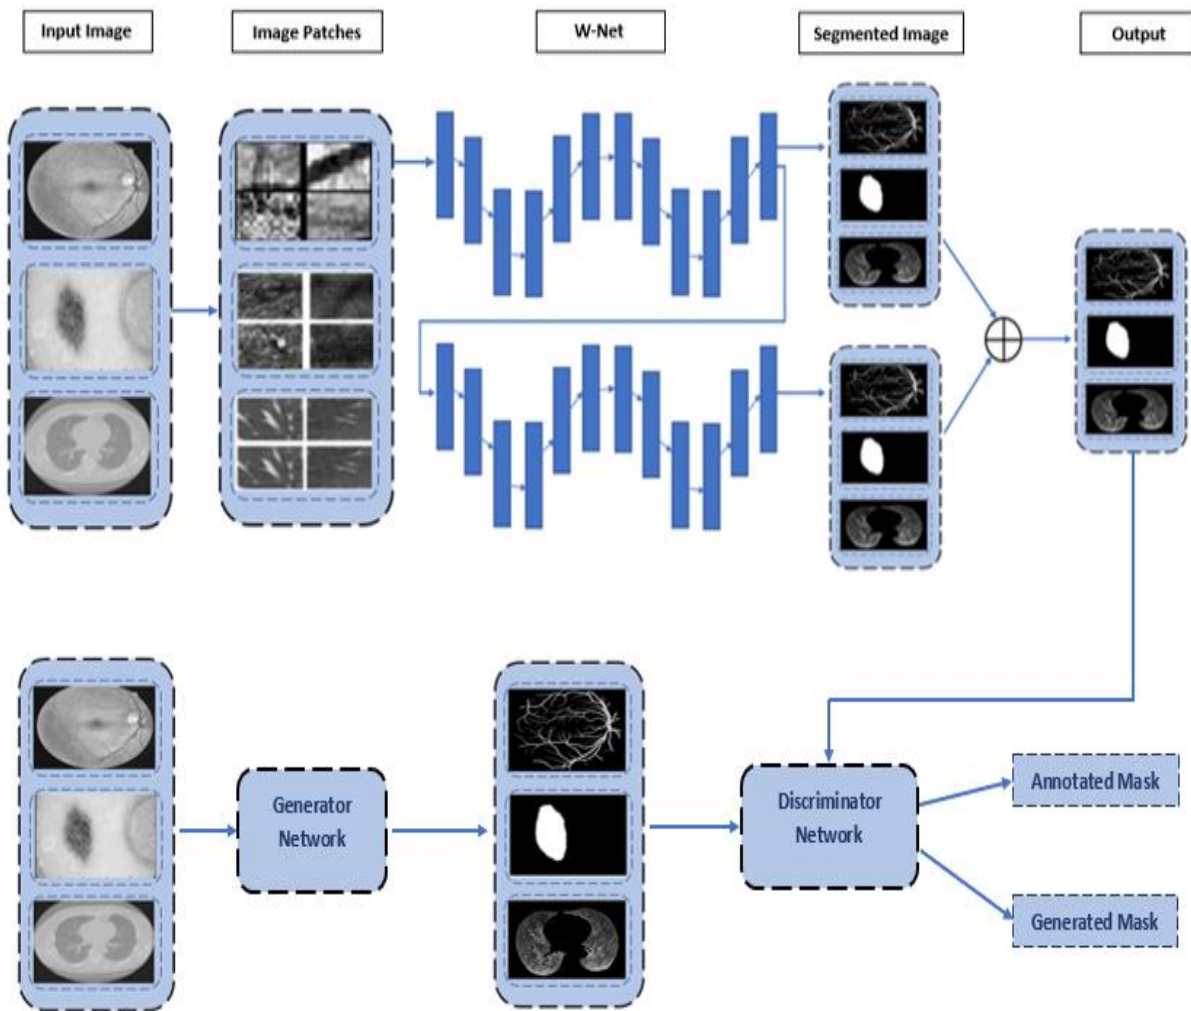 Input Image
Image Patches
W-Net
Segmented Image
Output
Generator
Network
Discriminator
Network
Annotated Mask
Generated Mask